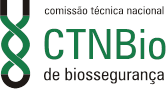 comissão técnica nacional
CTNBio
de biossegurança